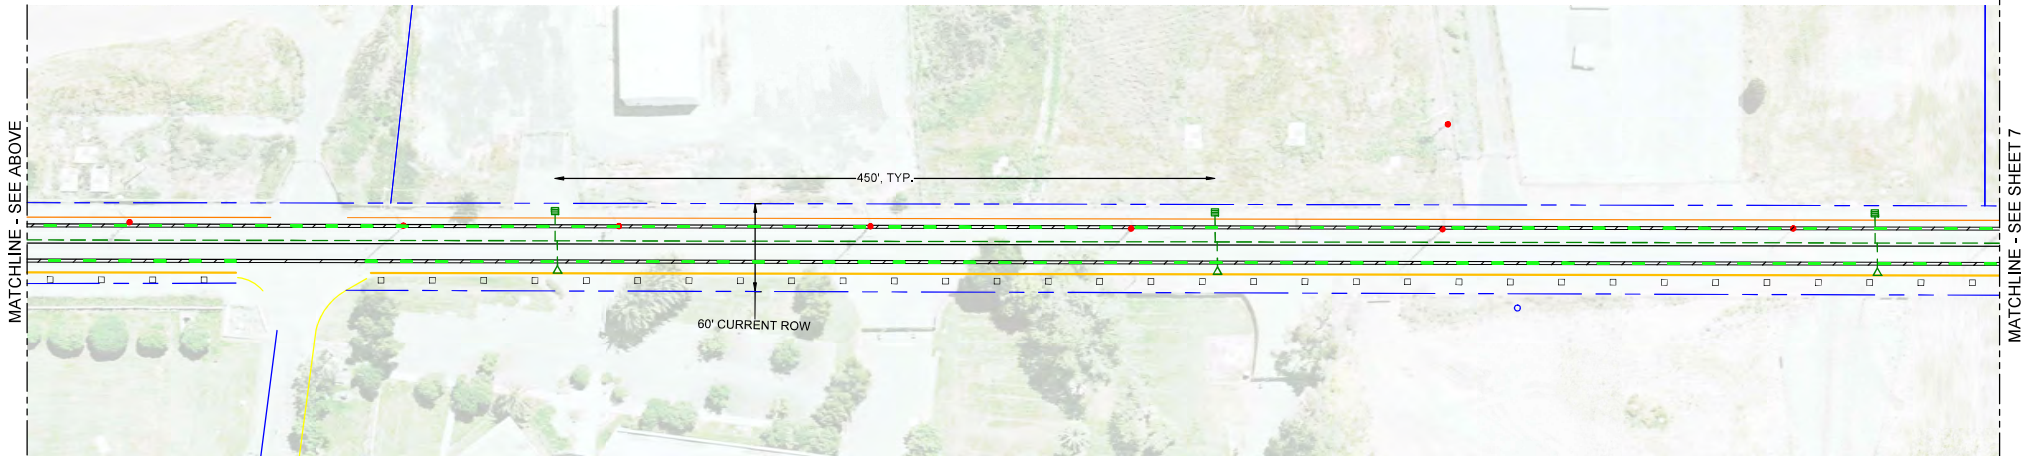 MATCHLINE - SEE ABOVE
450', TYP.
60' CURRENT ROW
MATCHLINE - SEE SHEET 7